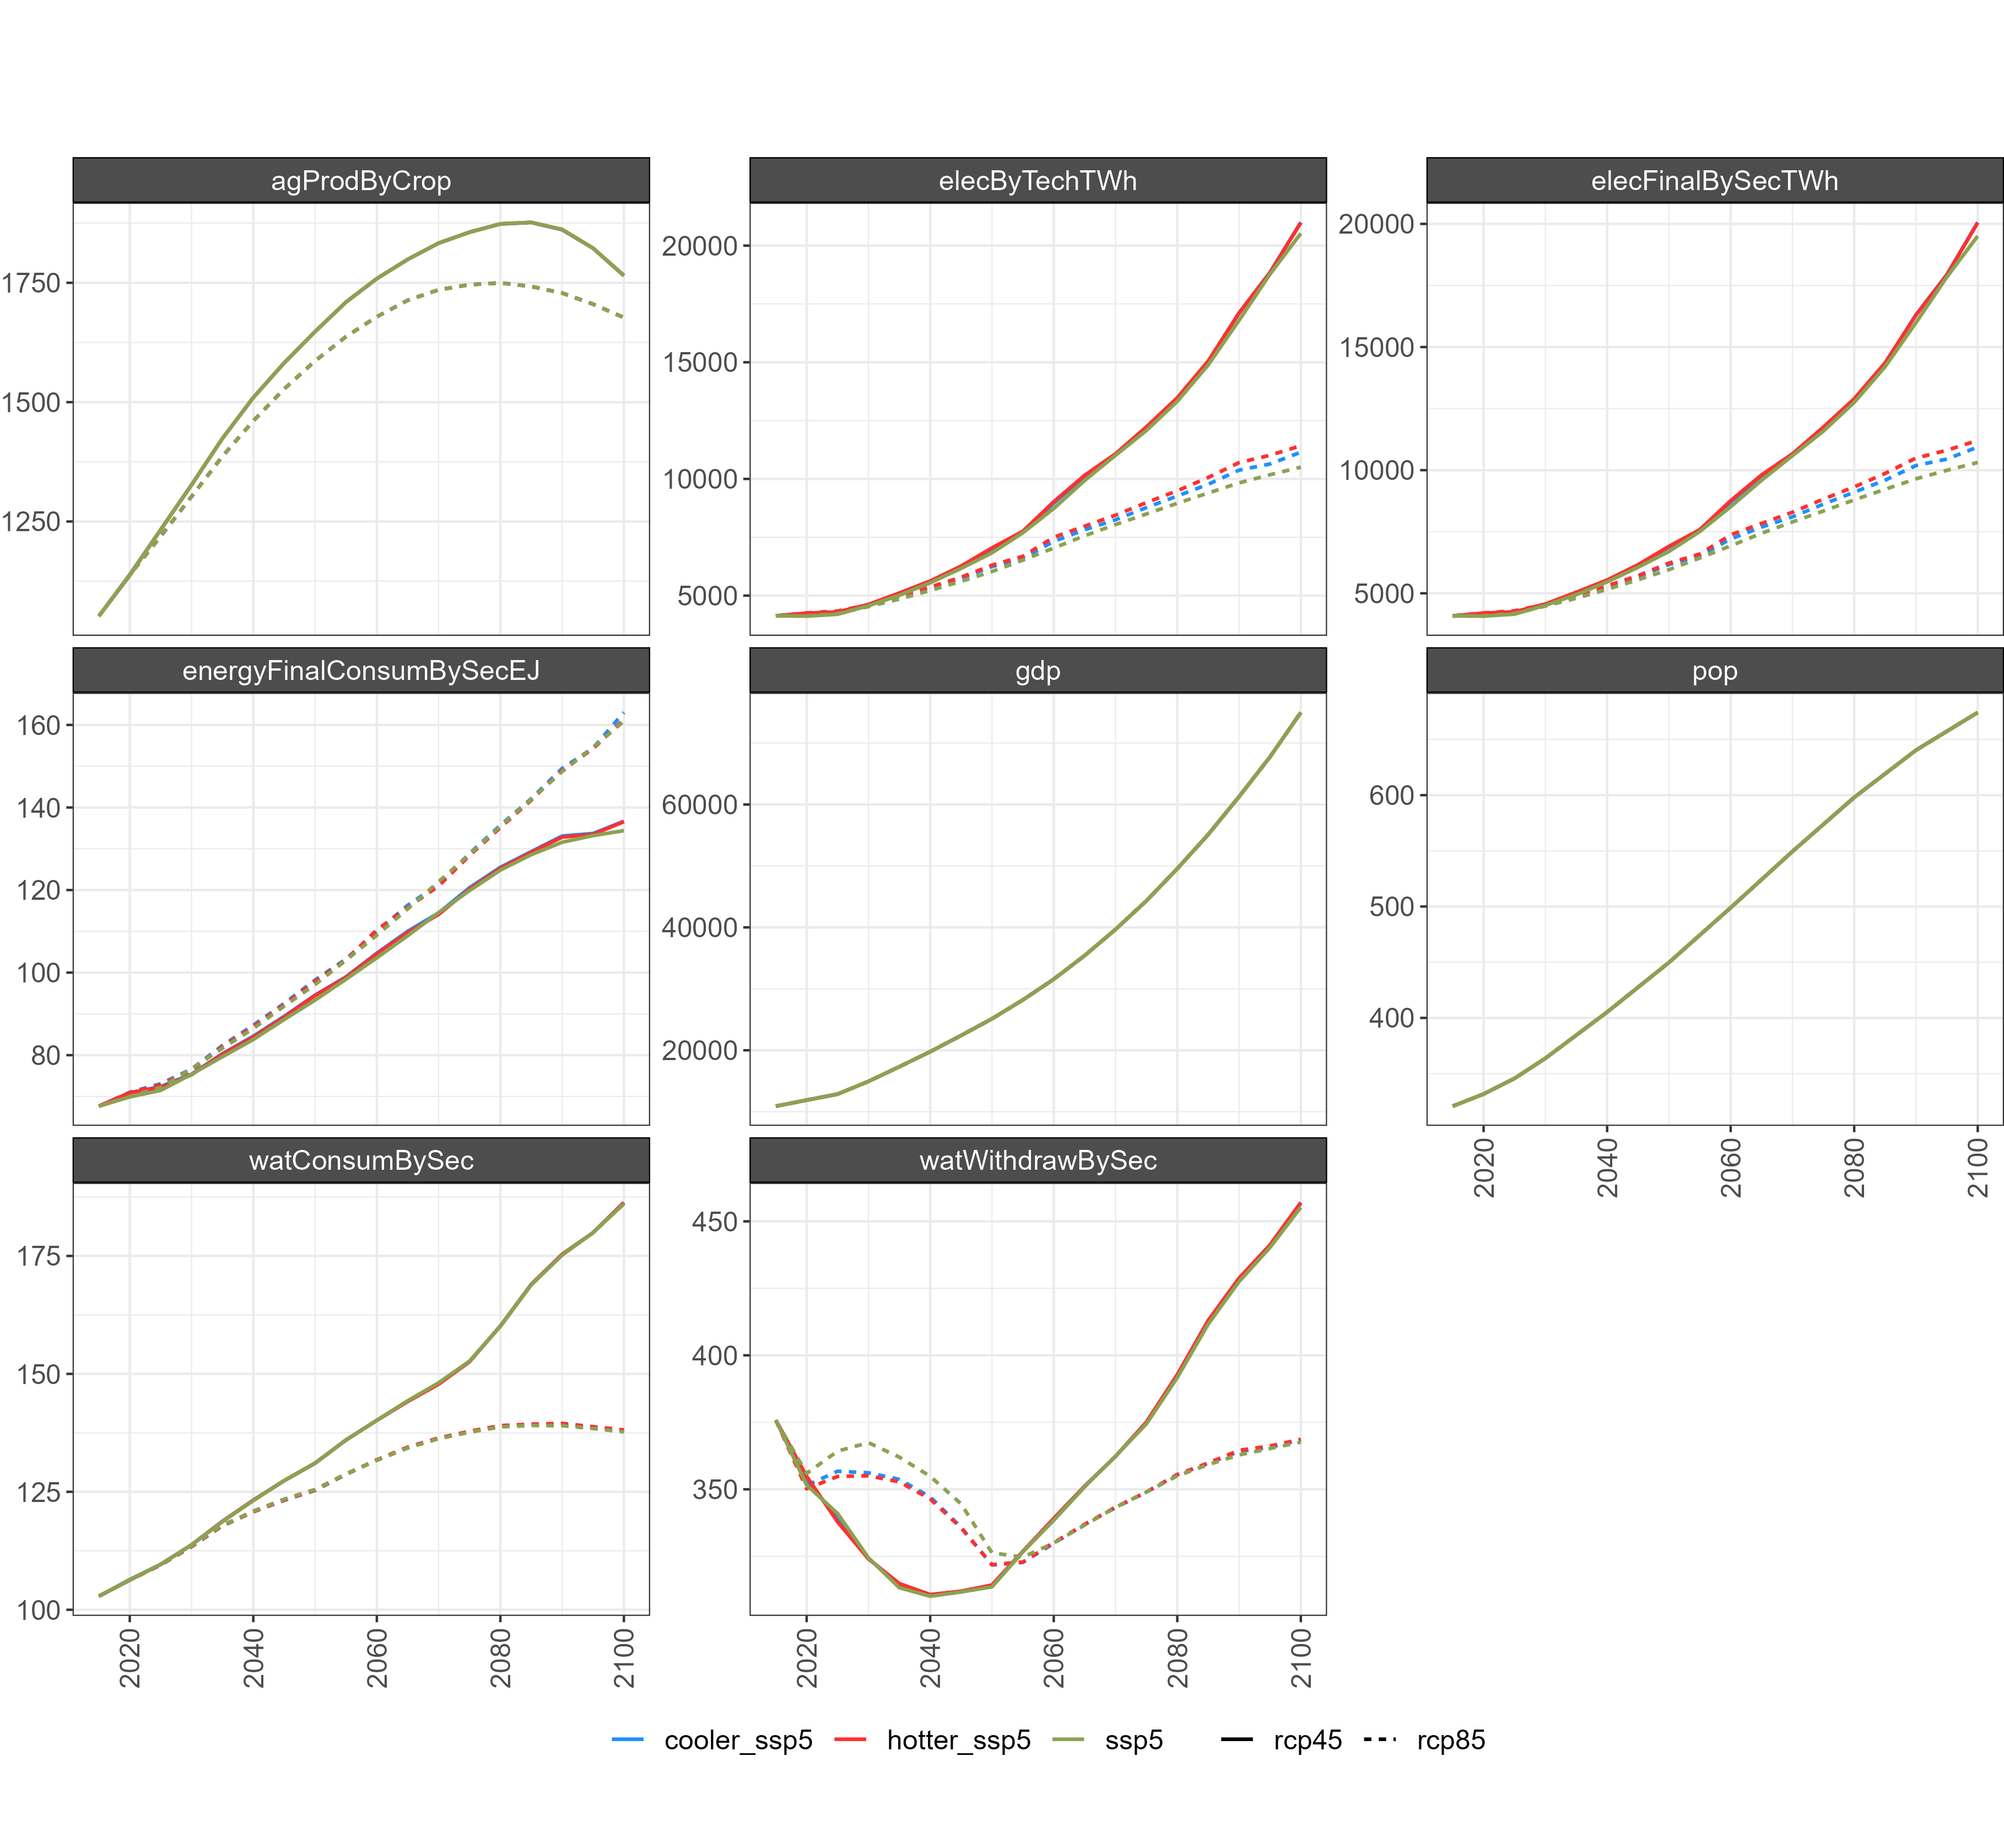 agProdByCrop
elecByTechTWh
elecFinalBySecTWh
1750
1500
1250
20000
15000
10000
5000
20000
15000
10000
5000
energyFinalConsumBySecEJ
gdp
pop
160
140
120
100
80
60000
40000
20000
600
500
400
2020 2040 2060 2080 2100
watConsumBySec
watWithdrawBySec
175
150
125
100
450
400
350
2020 2040 2060 2080 2100
2020 2040 2060 2080 2100
cooler_ssp5 hotter_ssp5 ssp5 rcp45 rcp85